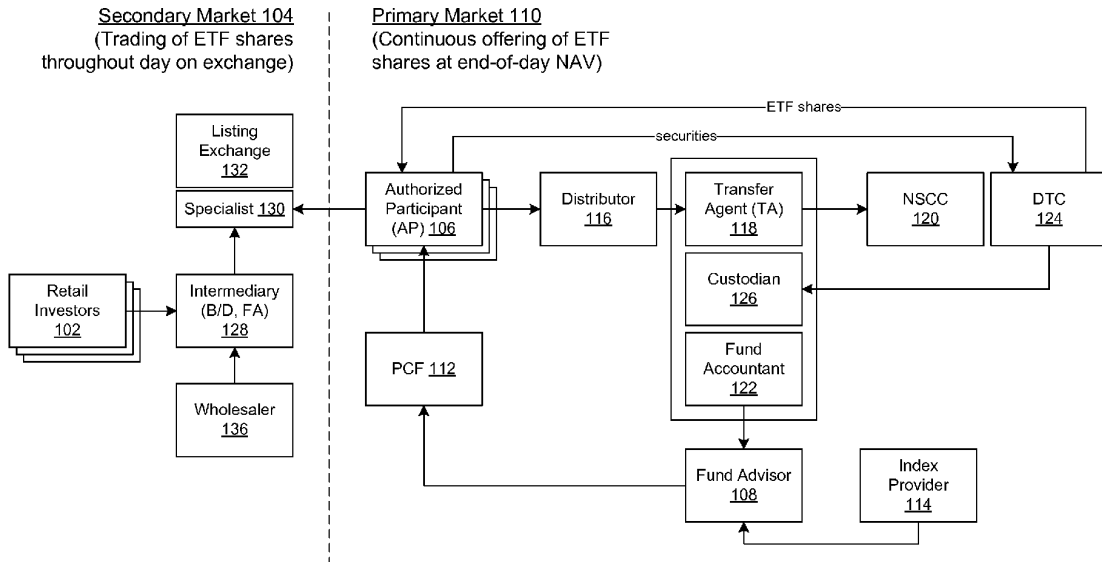 Secondary Market 104
(Trading of ETF shares
throughout day on exchange)
Primary Market 110
(Continuous offering of ETF
shares at end-of-day NAV)
ETF shares
securities
Listing
Exchange
132
Specialist 130
Authorized
Participant
(AP) 106
Distributor
116
Transfer
Agent (TA)
118
NSCC
120
DTC
124
Retail
Investors
102
Intermediary
(B/D, FA)
128
Custodian
126
PCF 112
Fund
Accountant
122
Wholesaler
136
Fund Advisor
108
Index
Provider
114